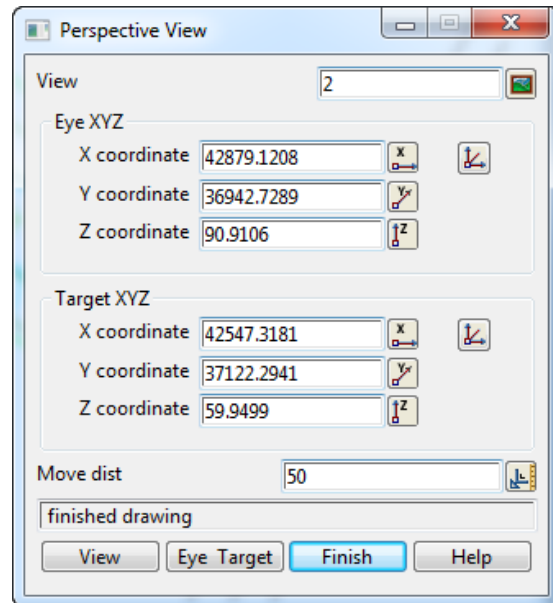 Perspective View
View 2
Eye XYZ
X coordinate 42879.1208 X
Y coordinate 36942.7289 Y
Z coordinate 90.9106 Z
Target XYZ
X coordinate 42547.3181 X
Y coordinate 37122.2941 Y
Z coordinate 59.9499 Z
Move dist 50
finished drawing
View Eye Target Finish Help